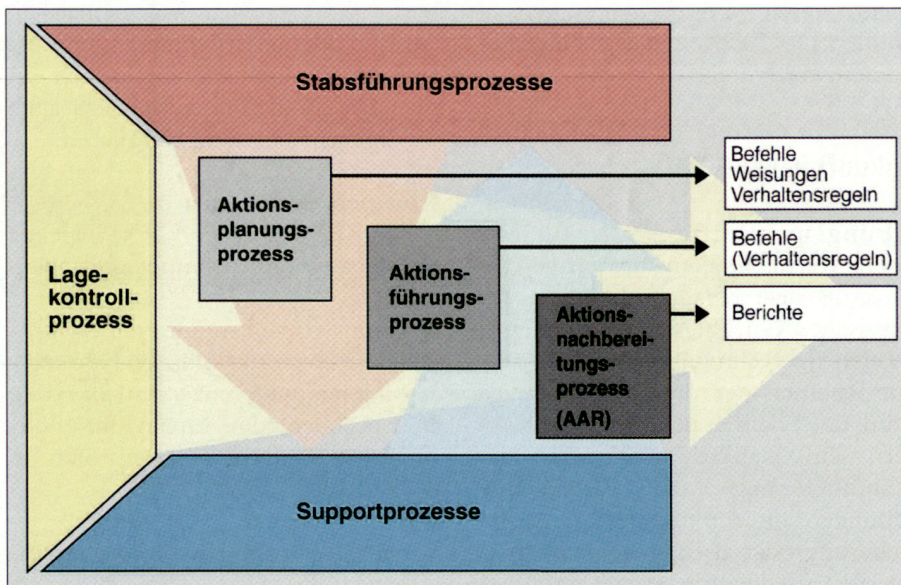 Stabsführungsprozesse
Aktions-
planungs-
prozess
Befehle
Weisungen
Verhaltensregeln
Lage-
kontroll-
prozess
Aktions-
führungs-
prozess
Befehle
(Verhaltensregeln)
Aktions-
nachberei-
tungs-
prozess
(AAR)
Berichte
Supportprozesse